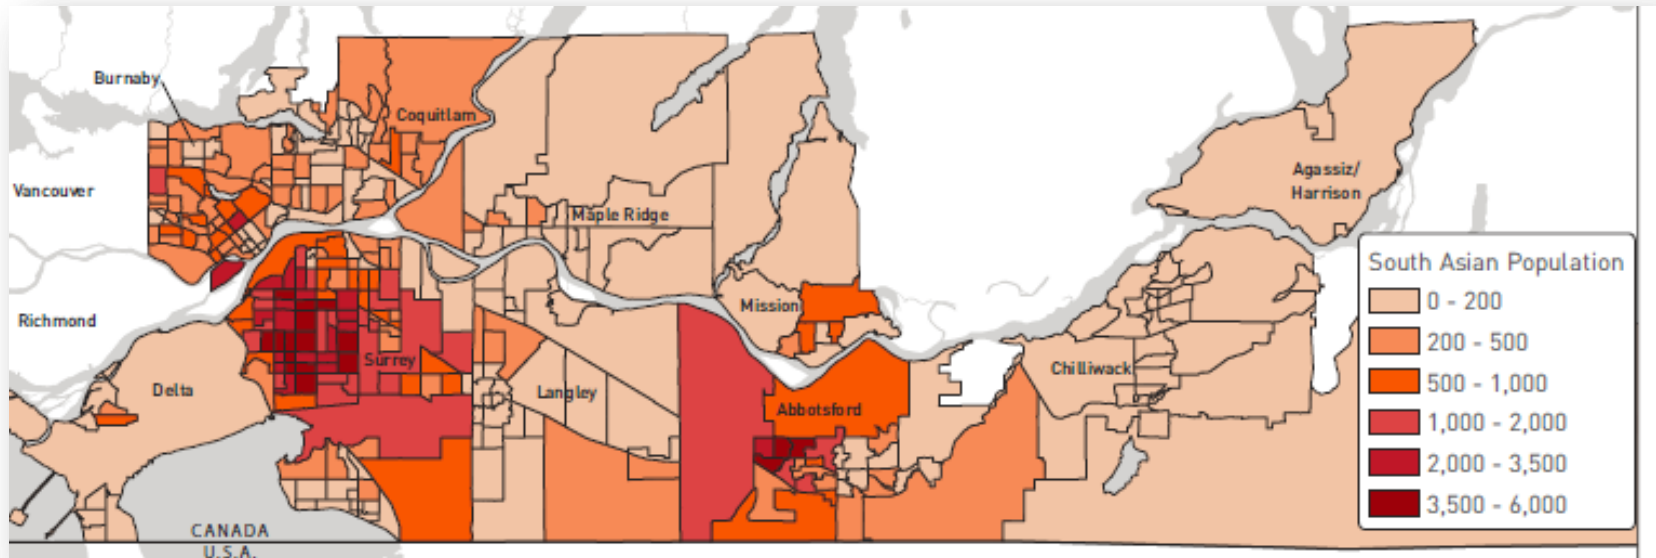 Burnaby
Coquitlam
Vancouver
Agassiz/
Harrison
Maple Ridge
South Asian Population
0 - 200
Mission
Richmond
200 - 500
Surrey
Chilliwack
500 - 1,000
Delta
Langley
Abbotsford
1,000 - 2,000
2,000 - 3,500
3,500 - 6,000
CANADA
U.S.A.